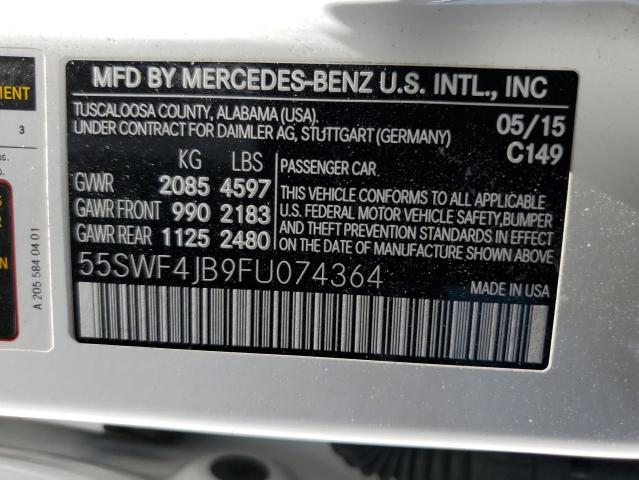 MFD BY MERCEDES-BENZ U.S. INTL., INC
TUSCALOOSA COUNTY, ALABAMA (USA). 05/15
UNDER CONTRACT FOR DAIMLER AG, STUTTGART (GERMANY) C149
KG LBS PASSENGER CAR
GVWR 2085 4597
GAWR FRONT 990 2183
GAWR REAR 1125 2480
THIS VEHICLE CONFORMS TO ALL APPLICABLE
U.S. FEDERAL MOTOR VEHICLE SAFETY,BUMPER
AND THEFT PREVENTION STANDARDS IN EFFECT
ON THE DATE OF MANUFACTURE SHOWN ABOVE.
55SWF4JB9FU074364
MADE IN USA
3
A 205 584 04 01